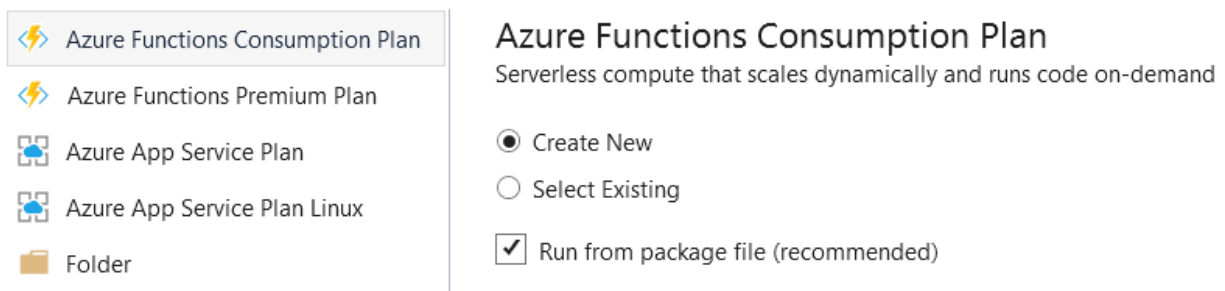 Azure Functions Consumption Plan
Azure Functions Premium Plan
Azure App Service Plan
Azure App Service Plan Linux
Folder
Azure Functions Consumption Plan
Serverless compute that scales dynamically and runs code on-demand
Create New
Select Existing
Run from package file (recommended)